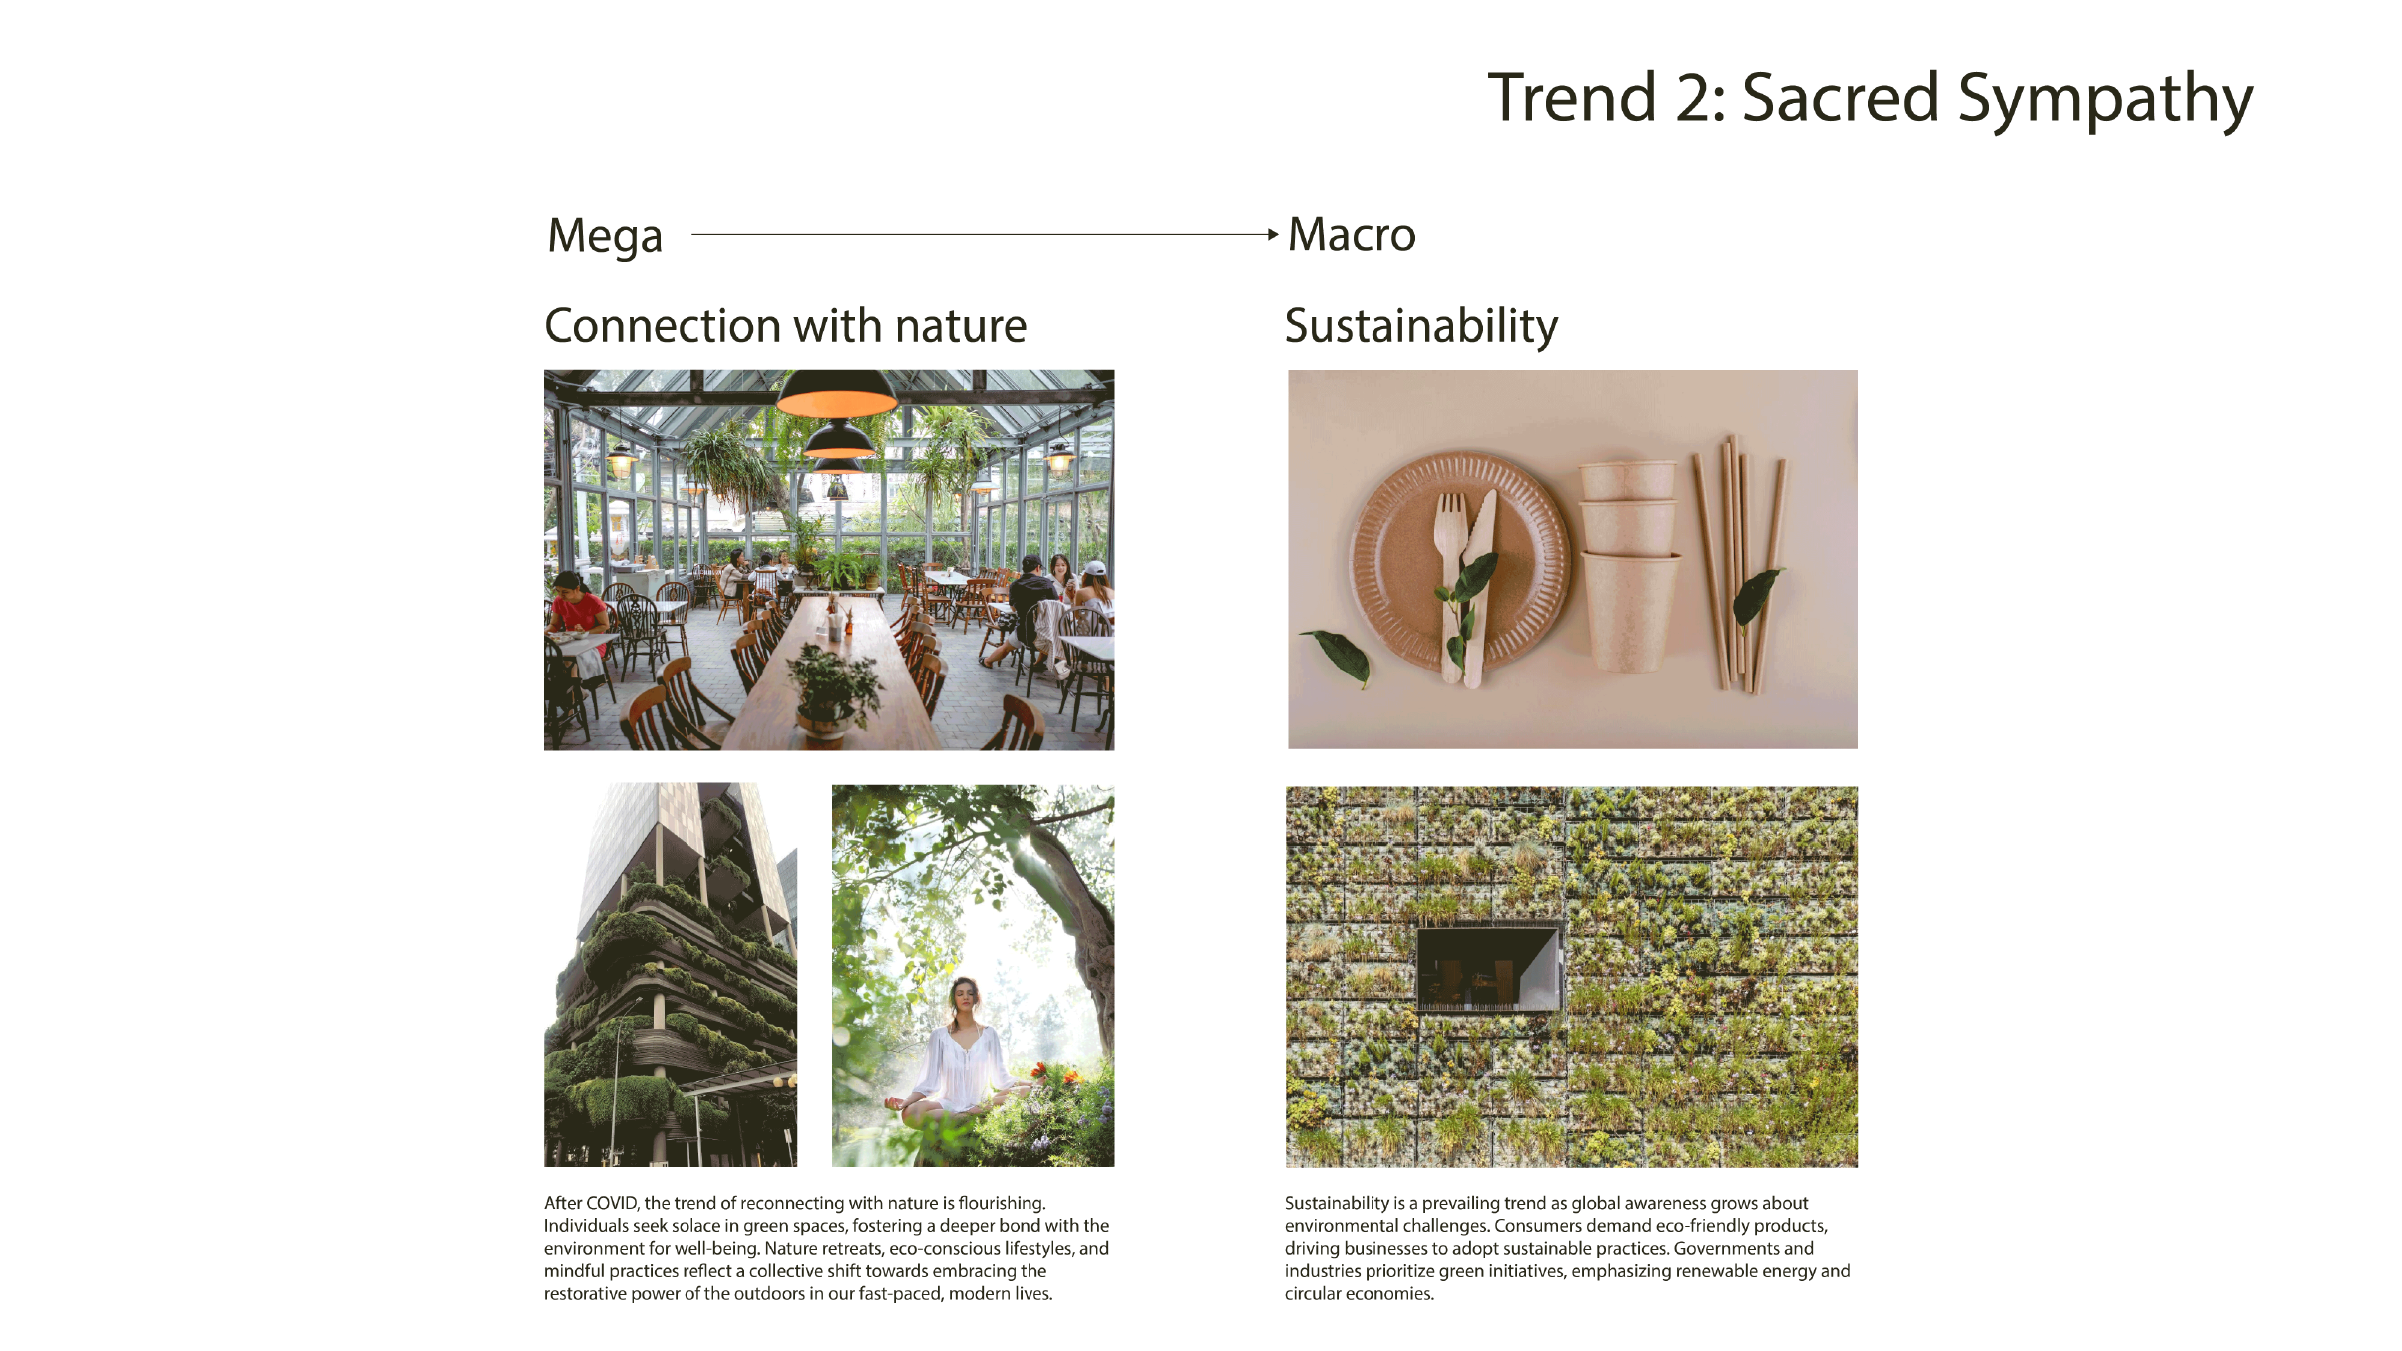 Trend 2: Sacred Sympathy
Mega
Macro
Connection with nature
Sustainability
After COVID, the trend of reconnecting with nature is flourishing.
Individuals seek solace in green spaces, fostering a deeper bond with the
environment for well-being. Nature retreats, eco-conscious lifestyles, and
mindful practices reflect a collective shift towards embracing the
restorative power of the outdoors in our fast-paced, modern lives.
Sustainability is a prevailing trend as global awareness grows about
environmental challenges. Consumers demand eco-friendly products,
driving businesses to adopt sustainable practices. Governments and
industries prioritize green initiatives, emphasizing renewable energy and
circular economies.